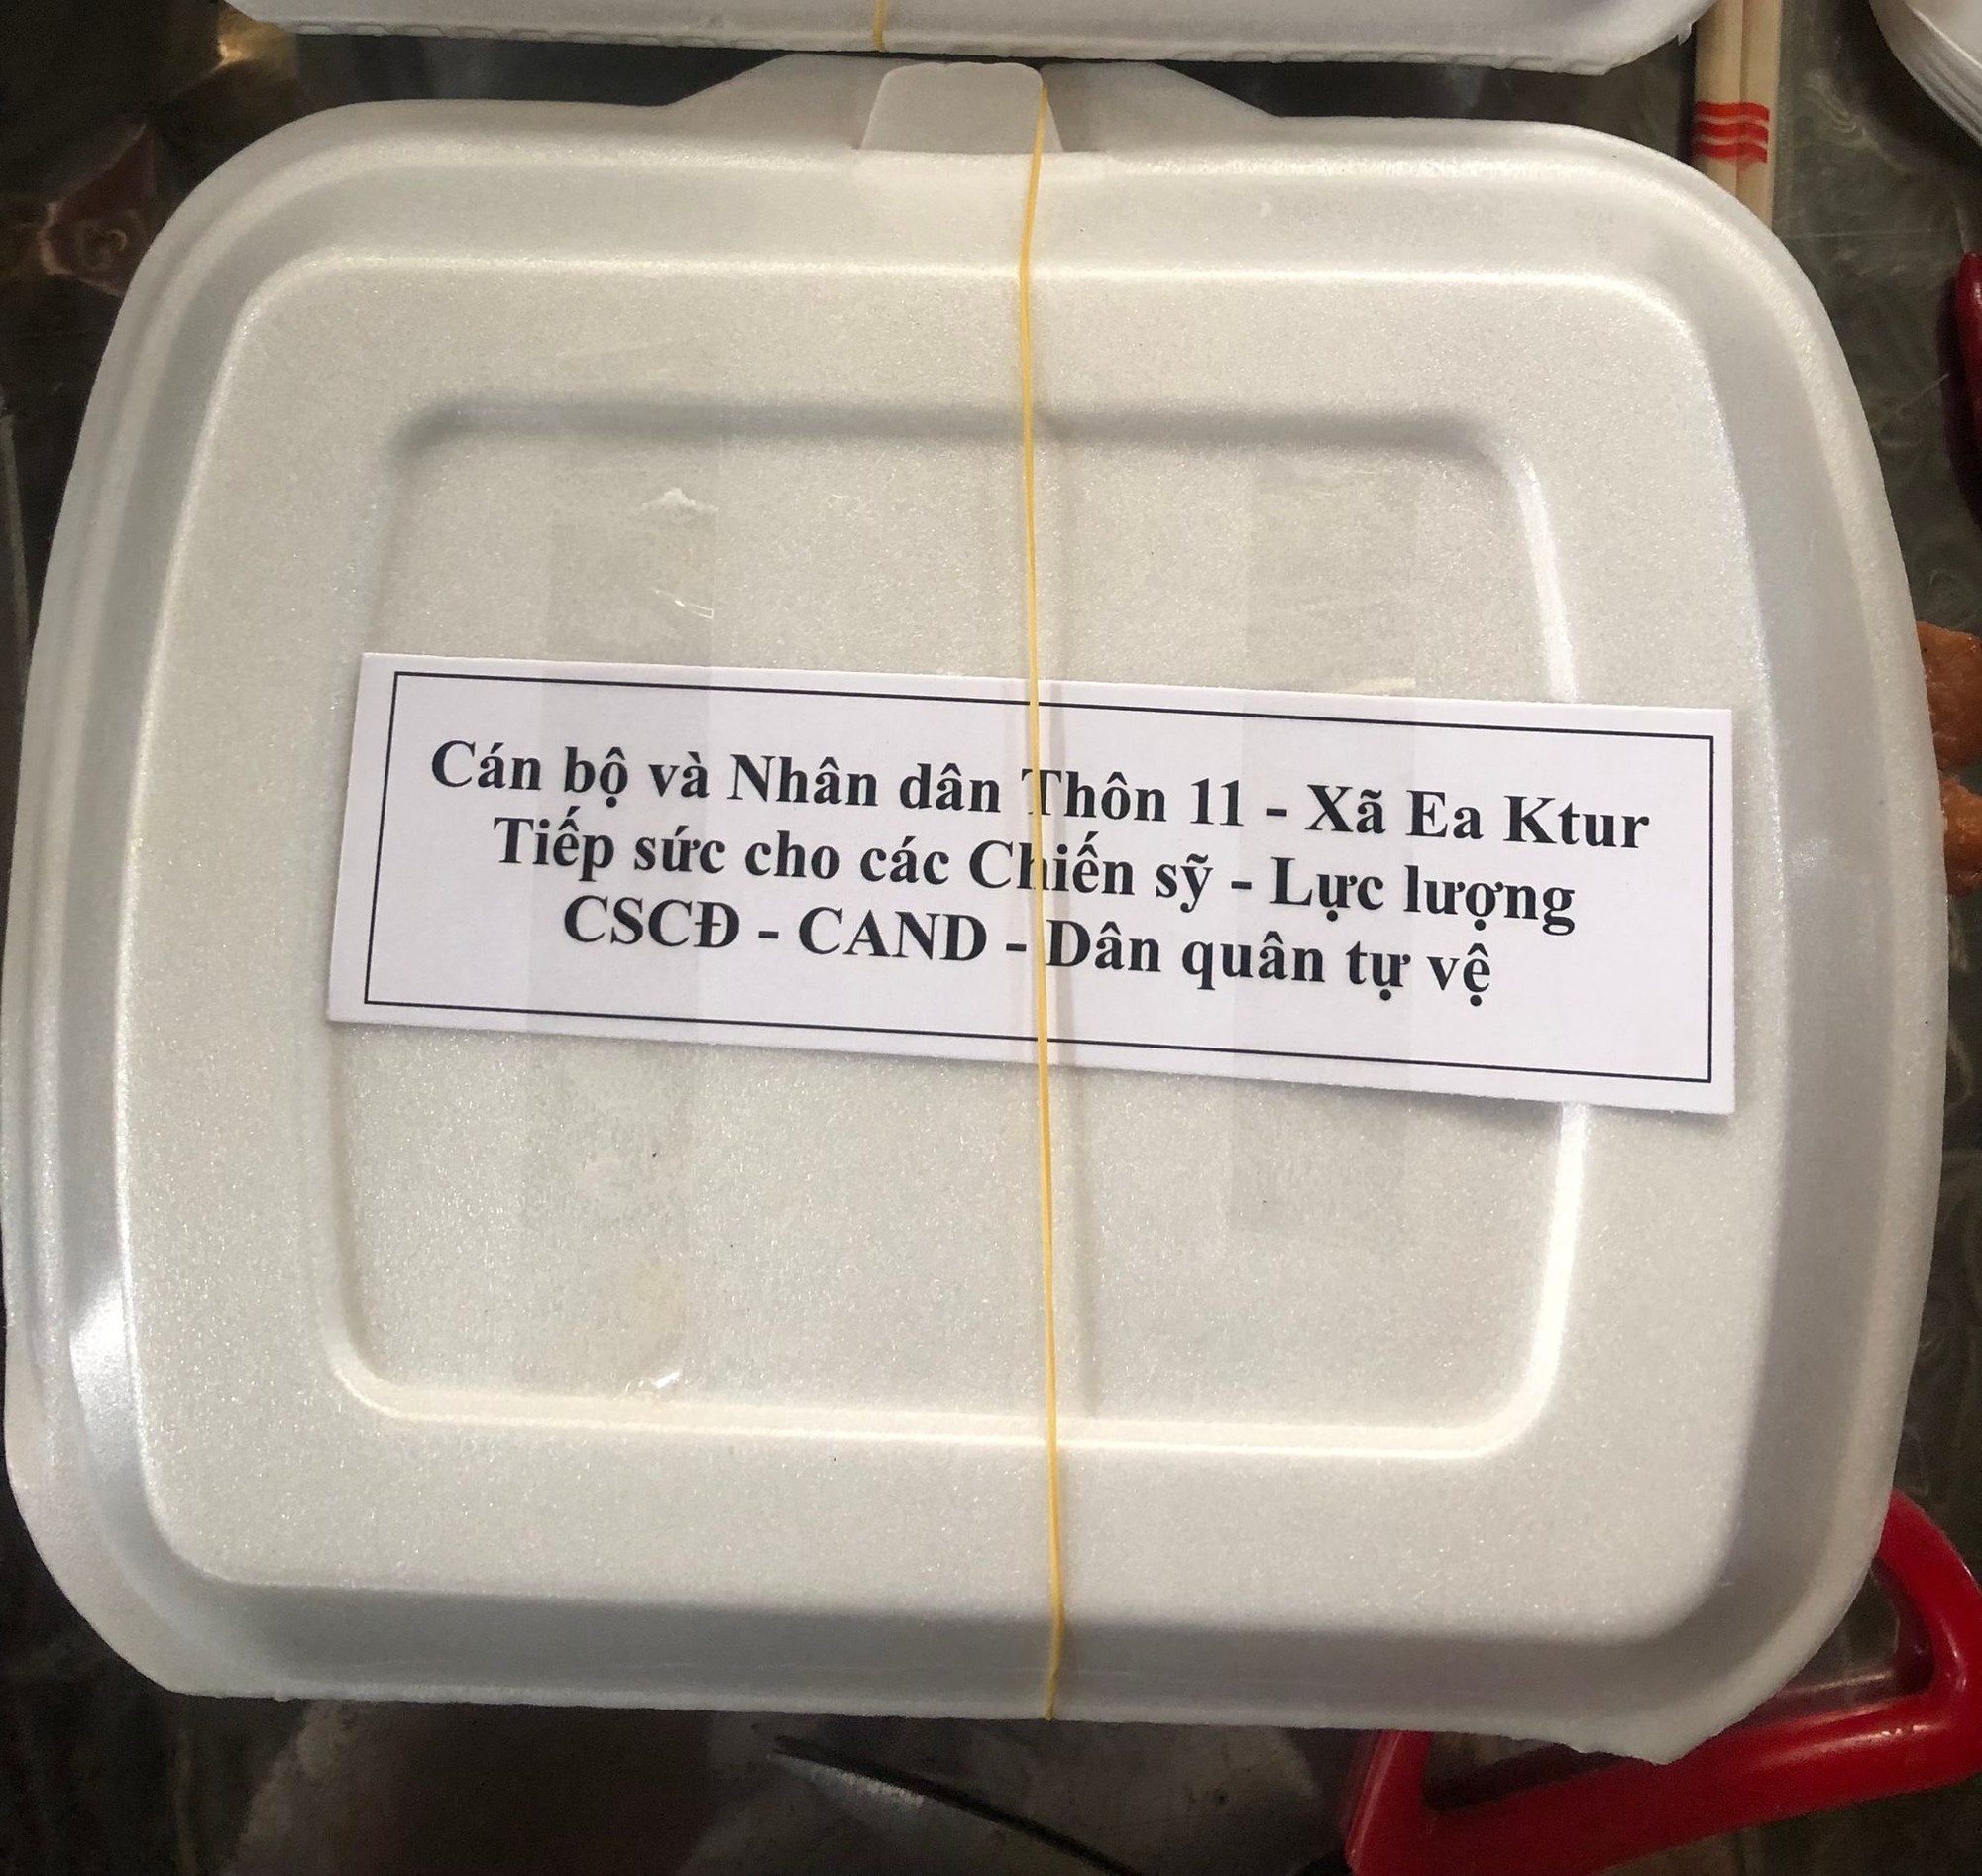 Cán bộ và Nhân dân Thôn 11 - Xã Ea Ktur
Tiếp sức cho các Chiến sỹ - Lực lượng
CSCĐ - CAND - Dân quân tự vệ